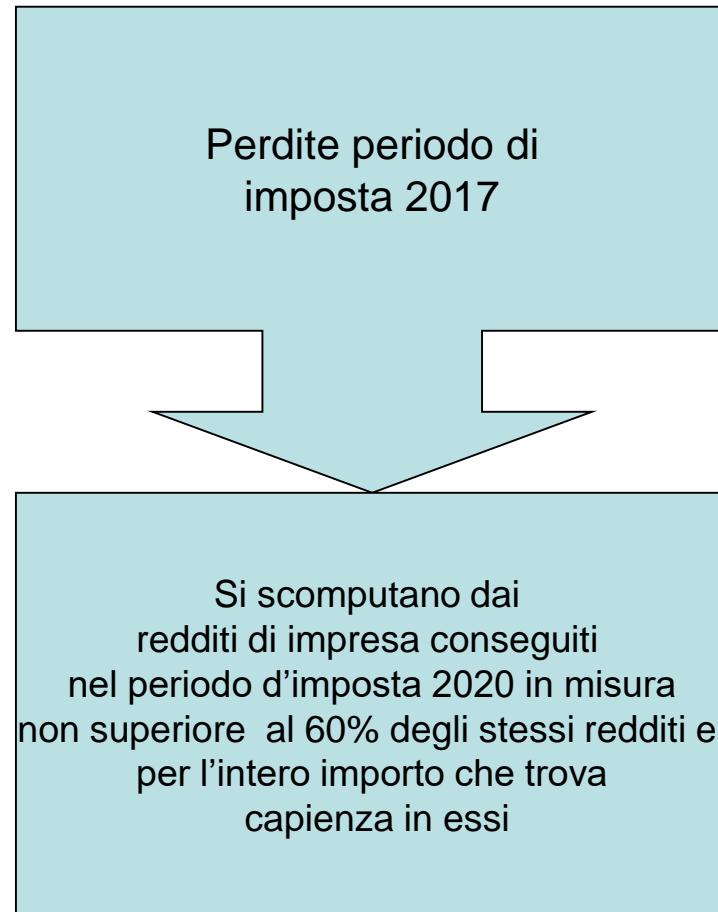 Perdite periodo di
imposta 2017
Si scomputano dai
redditi di impresa conseguiti
nel periodo d’imposta 2020 in misura
non superiore  al 60% degli stessi redditi e
per l’intero importo che trova
capienza in essi